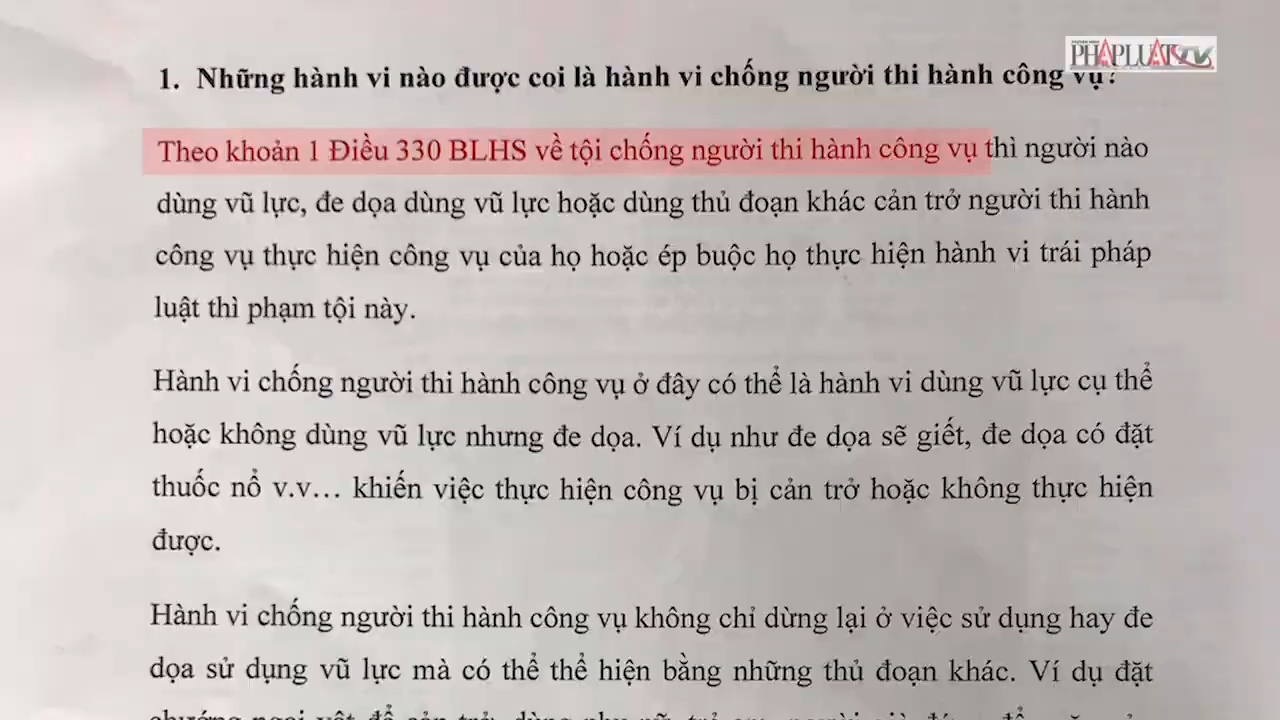 PHÁPLUẬTTV
1. Những hành vi nào được coi là hành vi chống người thi hành công vụ?
Theo khoản 1 Điều 330 BLHS về tội chống người thi hành công vụ thì người nào
dùng vũ lực, đe dọa dùng vũ lực hoặc dùng thủ đoạn khác cản trở người thi hành
công vụ thực hiện công vụ của họ hoặc ép buộc họ thực hiện hành vi trái pháp
luật thì phạm tội này.
Hành vi chống người thi hành công vụ ở đây có thể là hành vi dùng vũ lực cụ thể
hoặc không dùng vũ lực nhưng đe dọa. Ví dụ như đe dọa sẽ giết, đe dọa có đặt
thuốc nổ v.v… khiến việc thực hiện công vụ bị cản trở hoặc không thực hiện
được.
Hành vi chống người thi hành công vụ không chỉ dừng lại ở việc sử dụng hay đe
dọa sử dụng vũ lực mà có thể thể hiện bằng những thủ đoạn khác. Ví dụ đặt